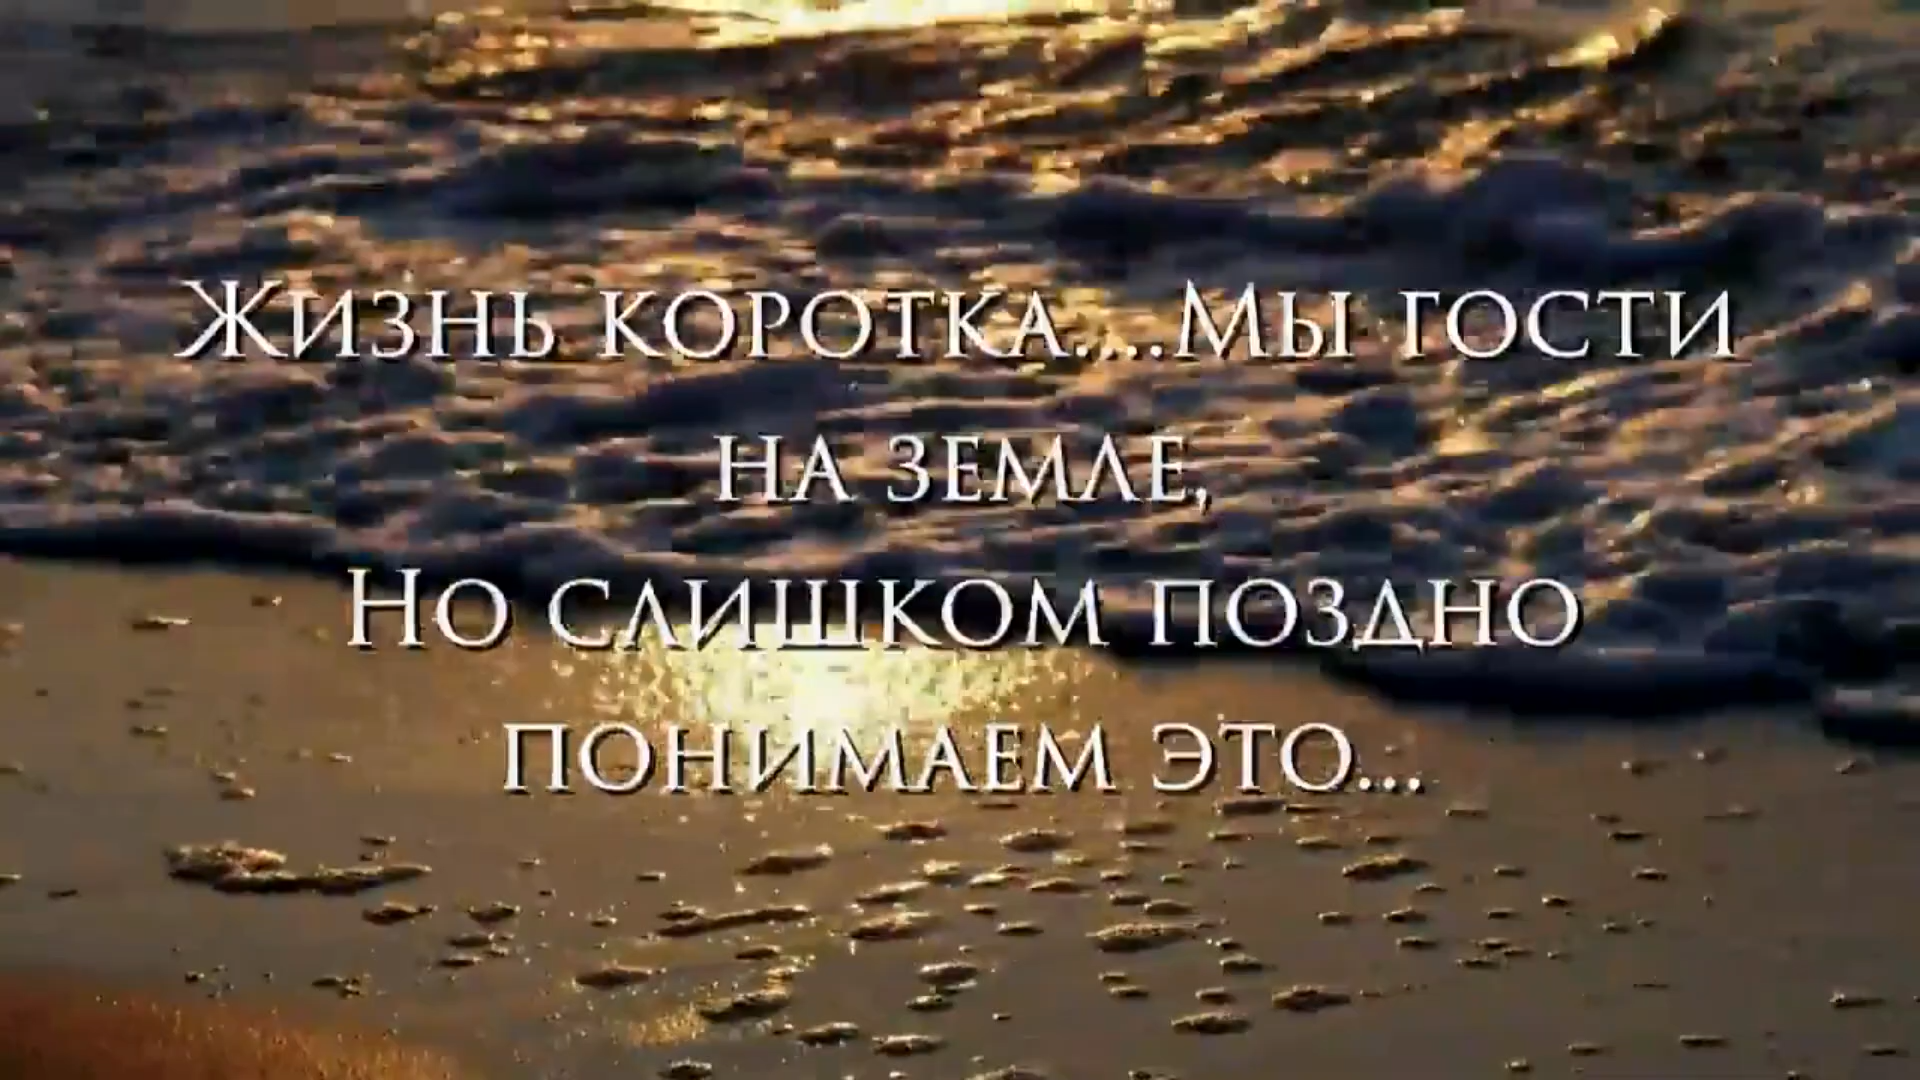 Жизнь коротка....Мы гости
на земле,
Но слишком поздно
понимаем это...